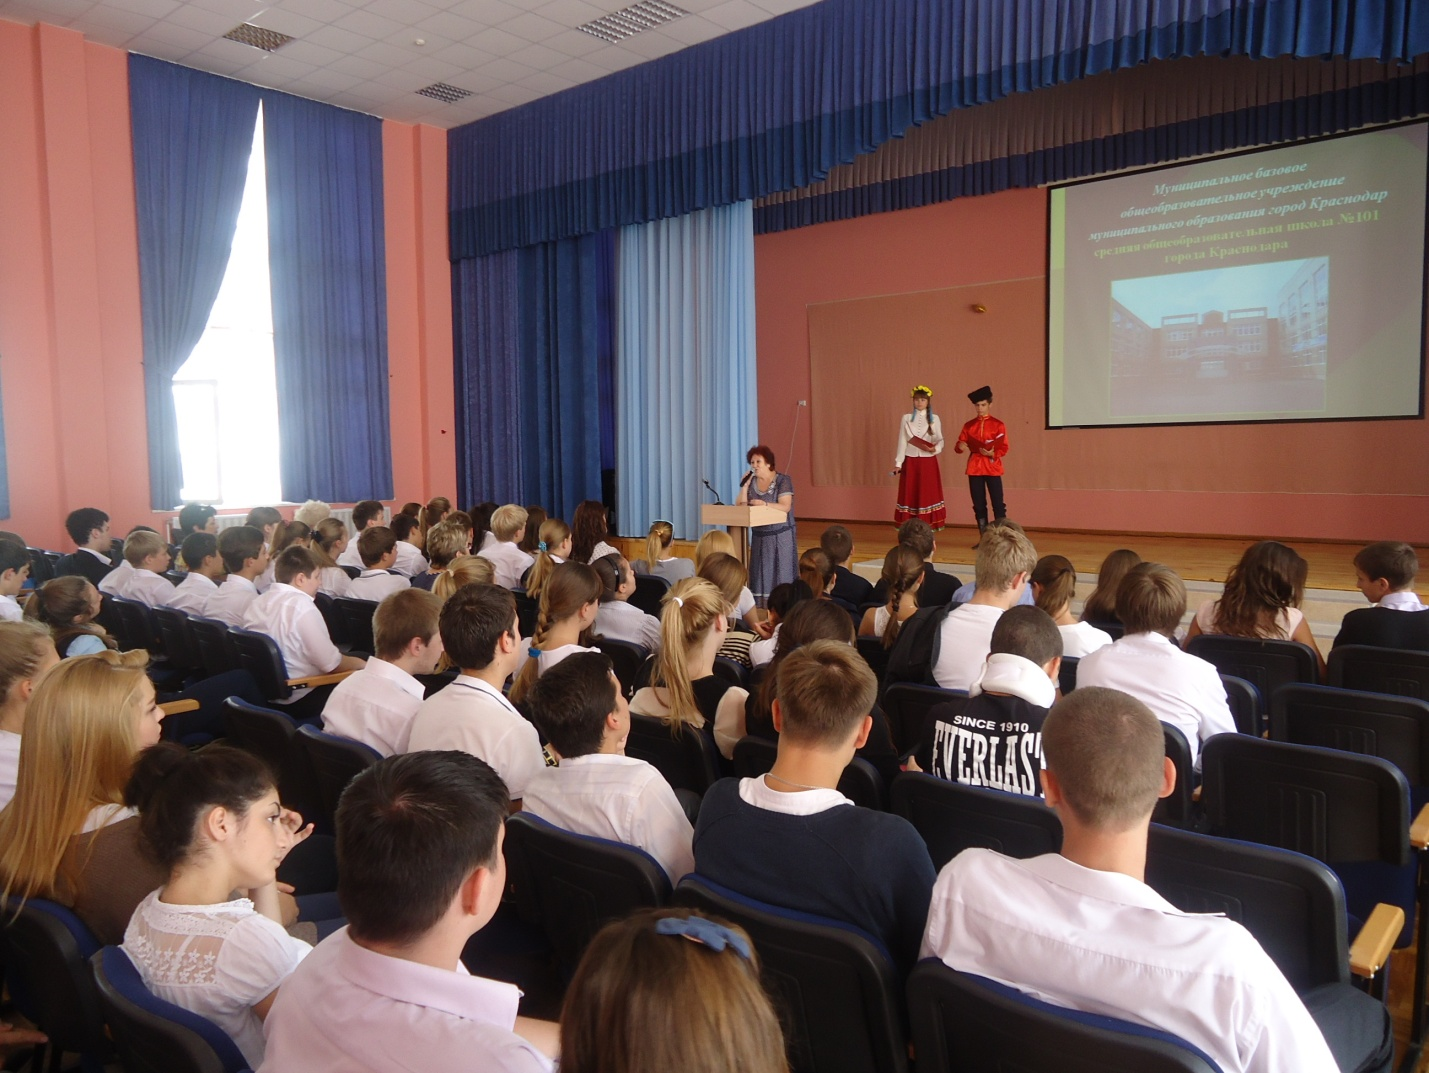 Муниципальное базовое
общеобразовательное учреждение
муниципального образования город Краснодар
средняя общеобразовательная школа №101
города Краснодара
SINCE 1910
EVERLAST